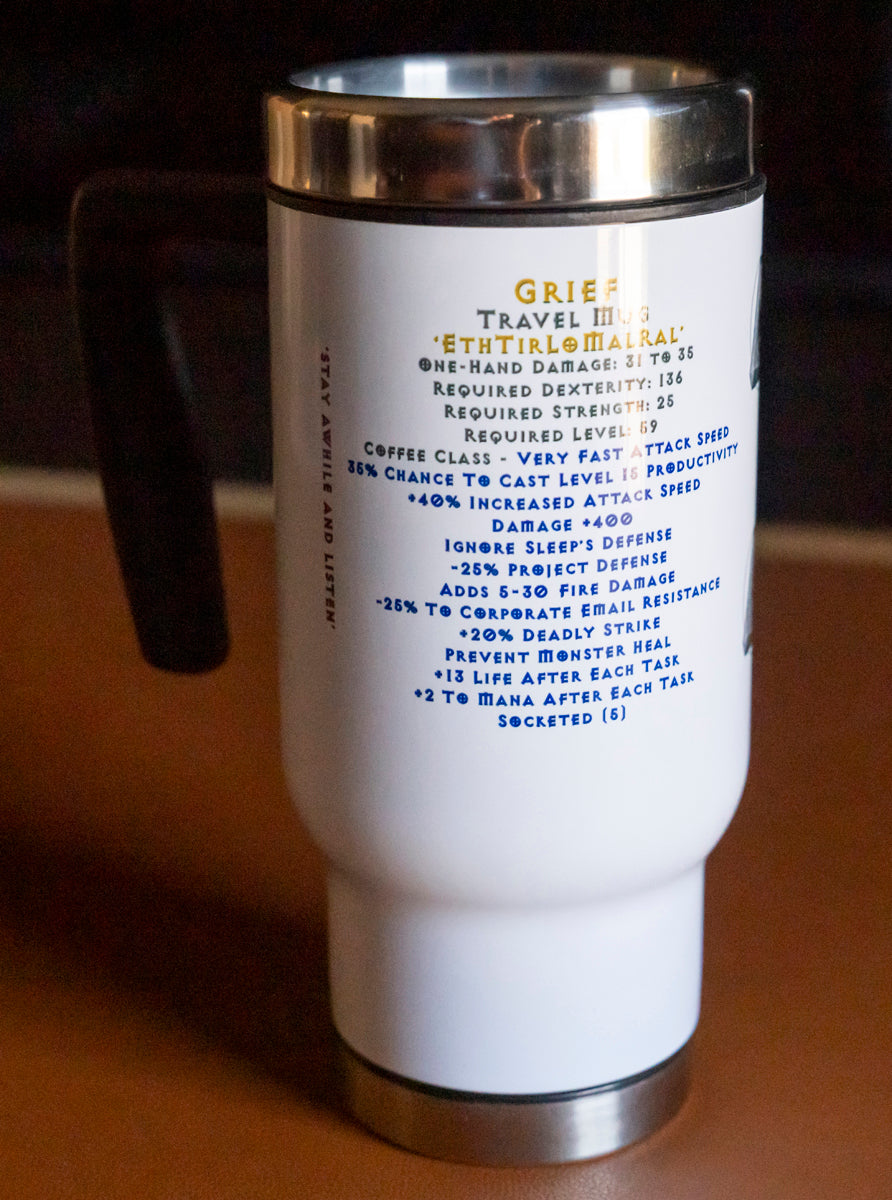 GRIEF
TRAVEL MUG
'ETHTIRLOMALRAL'
ONE-HAND DAMAGE: 31 TO 35
REQUIRED DEXTERITY: 136
REQUIRED STRENGTH: 25
REQUIRED LEVEL: 59
COFFEE CLASS - VERY FAST ATTACK SPEED
35% CHANCE TO CAST LEVEL 15 PRODUCTIVITY
+40% INCREASED ATTACK SPEED
DAMAGE +400
IGNORE SLEEP'S DEFENSE
-25% PROJECT DEFENSE
ADDS 5-30 FIRE DAMAGE
-25% TO CORPORATE EMAIL RESISTANCE
+20% DEADLY STRIKE
PREVENT MONSTER HEAL
+13 LIFE AFTER EACH TASK
+2 TO MANA AFTER EACH TASK
SOCKETED (5)
'STAY AWHILE AND LISTEN'